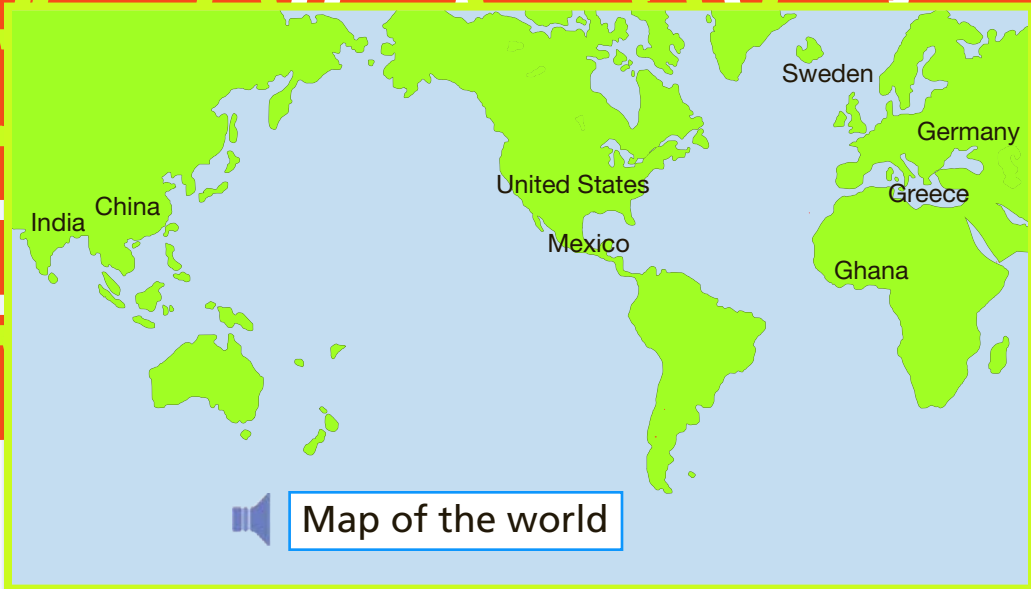 Sweden
Germany
United States
Greece
China
India
Mexico
Ghana
Map of the world